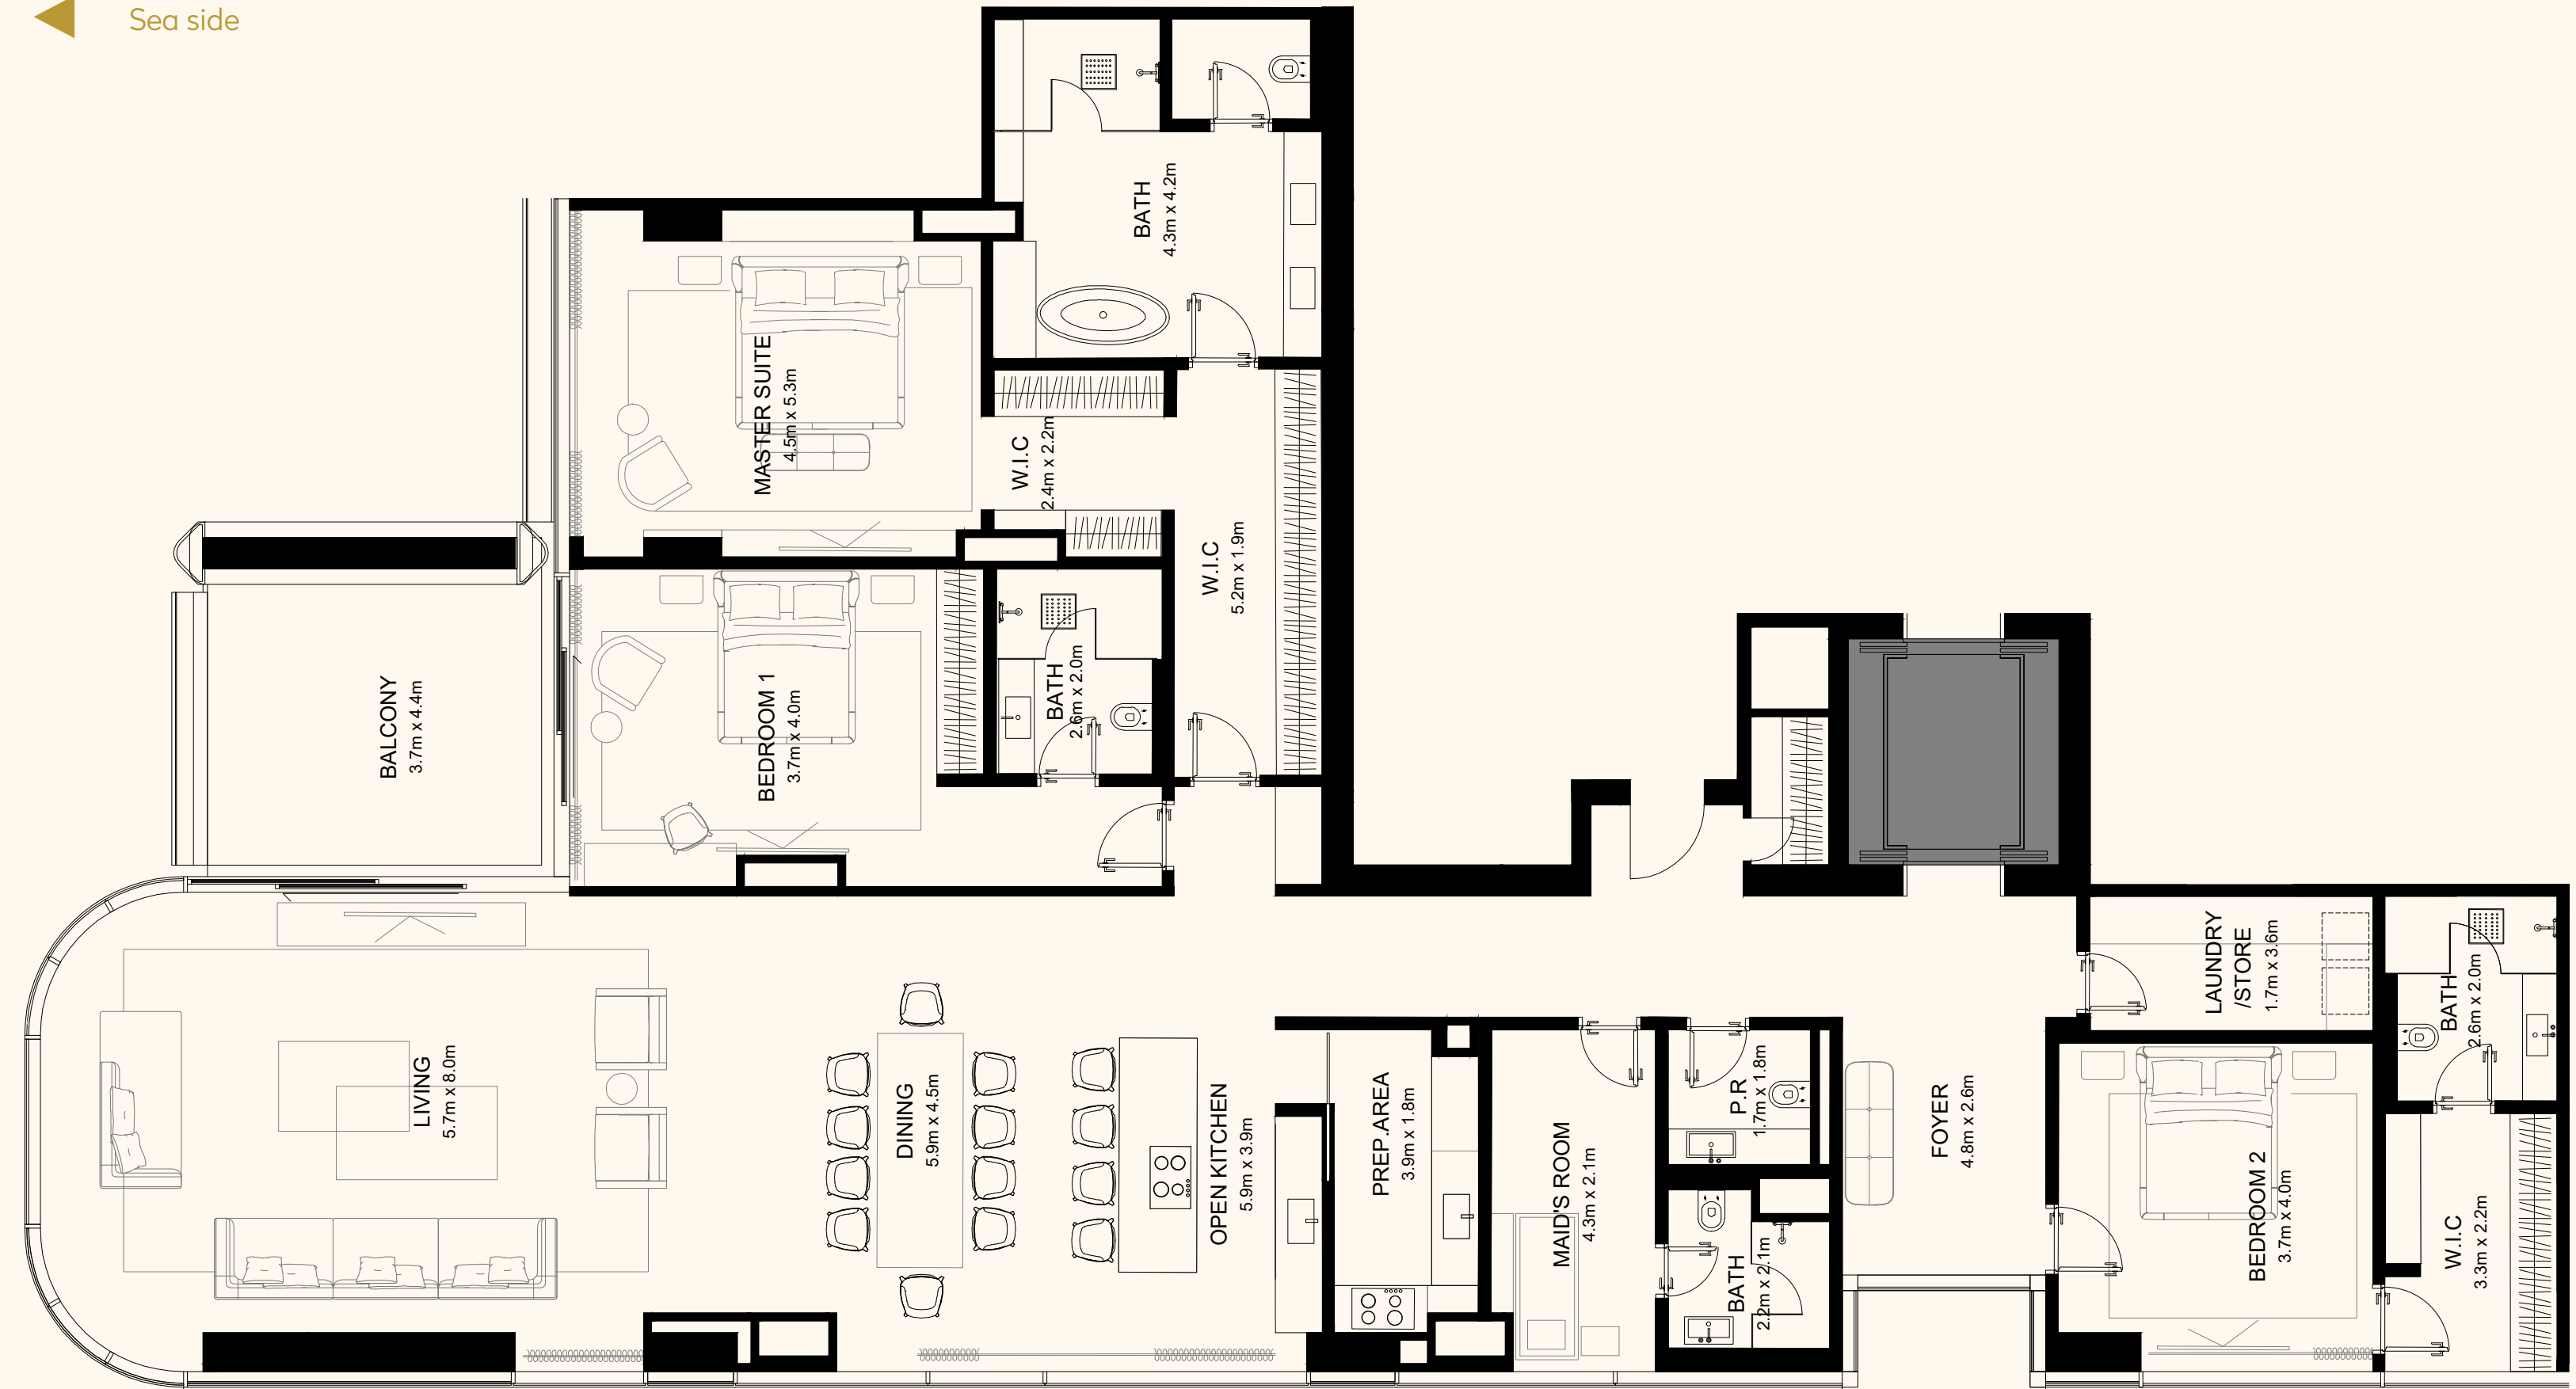 Sea side
BATH
4.3m x 4.2m
MASTER SUITE
4.5m x 5.3m
W.I.C
2.4m x 2.2m
W.I.C
5.2m x 1.9m
BALCONY
3.7m x 4.4m
BEDROOM 1
3.7m x 4.0m
BATH
2.6m x 2.0m
LIVING
5.7m x 8.0m
DINING
5.9m x 4.5m
OPEN KITCHEN
5.9m x 3.9m
PREP.AREA
3.9m x 1.8m
MAID'S ROOM
4.3m x 2.1m
P.R
1.7m x 1.8m
BATH
2.2m x 2.1m
FOYER
4.8m x 2.6m
LAUNDRY
/STORE
1.7m x 3.6m
BATH
2.6m x 2.0m
BEDROOM 2
3.7m x 4.0m
W.I.C
3.3m x 2.2m